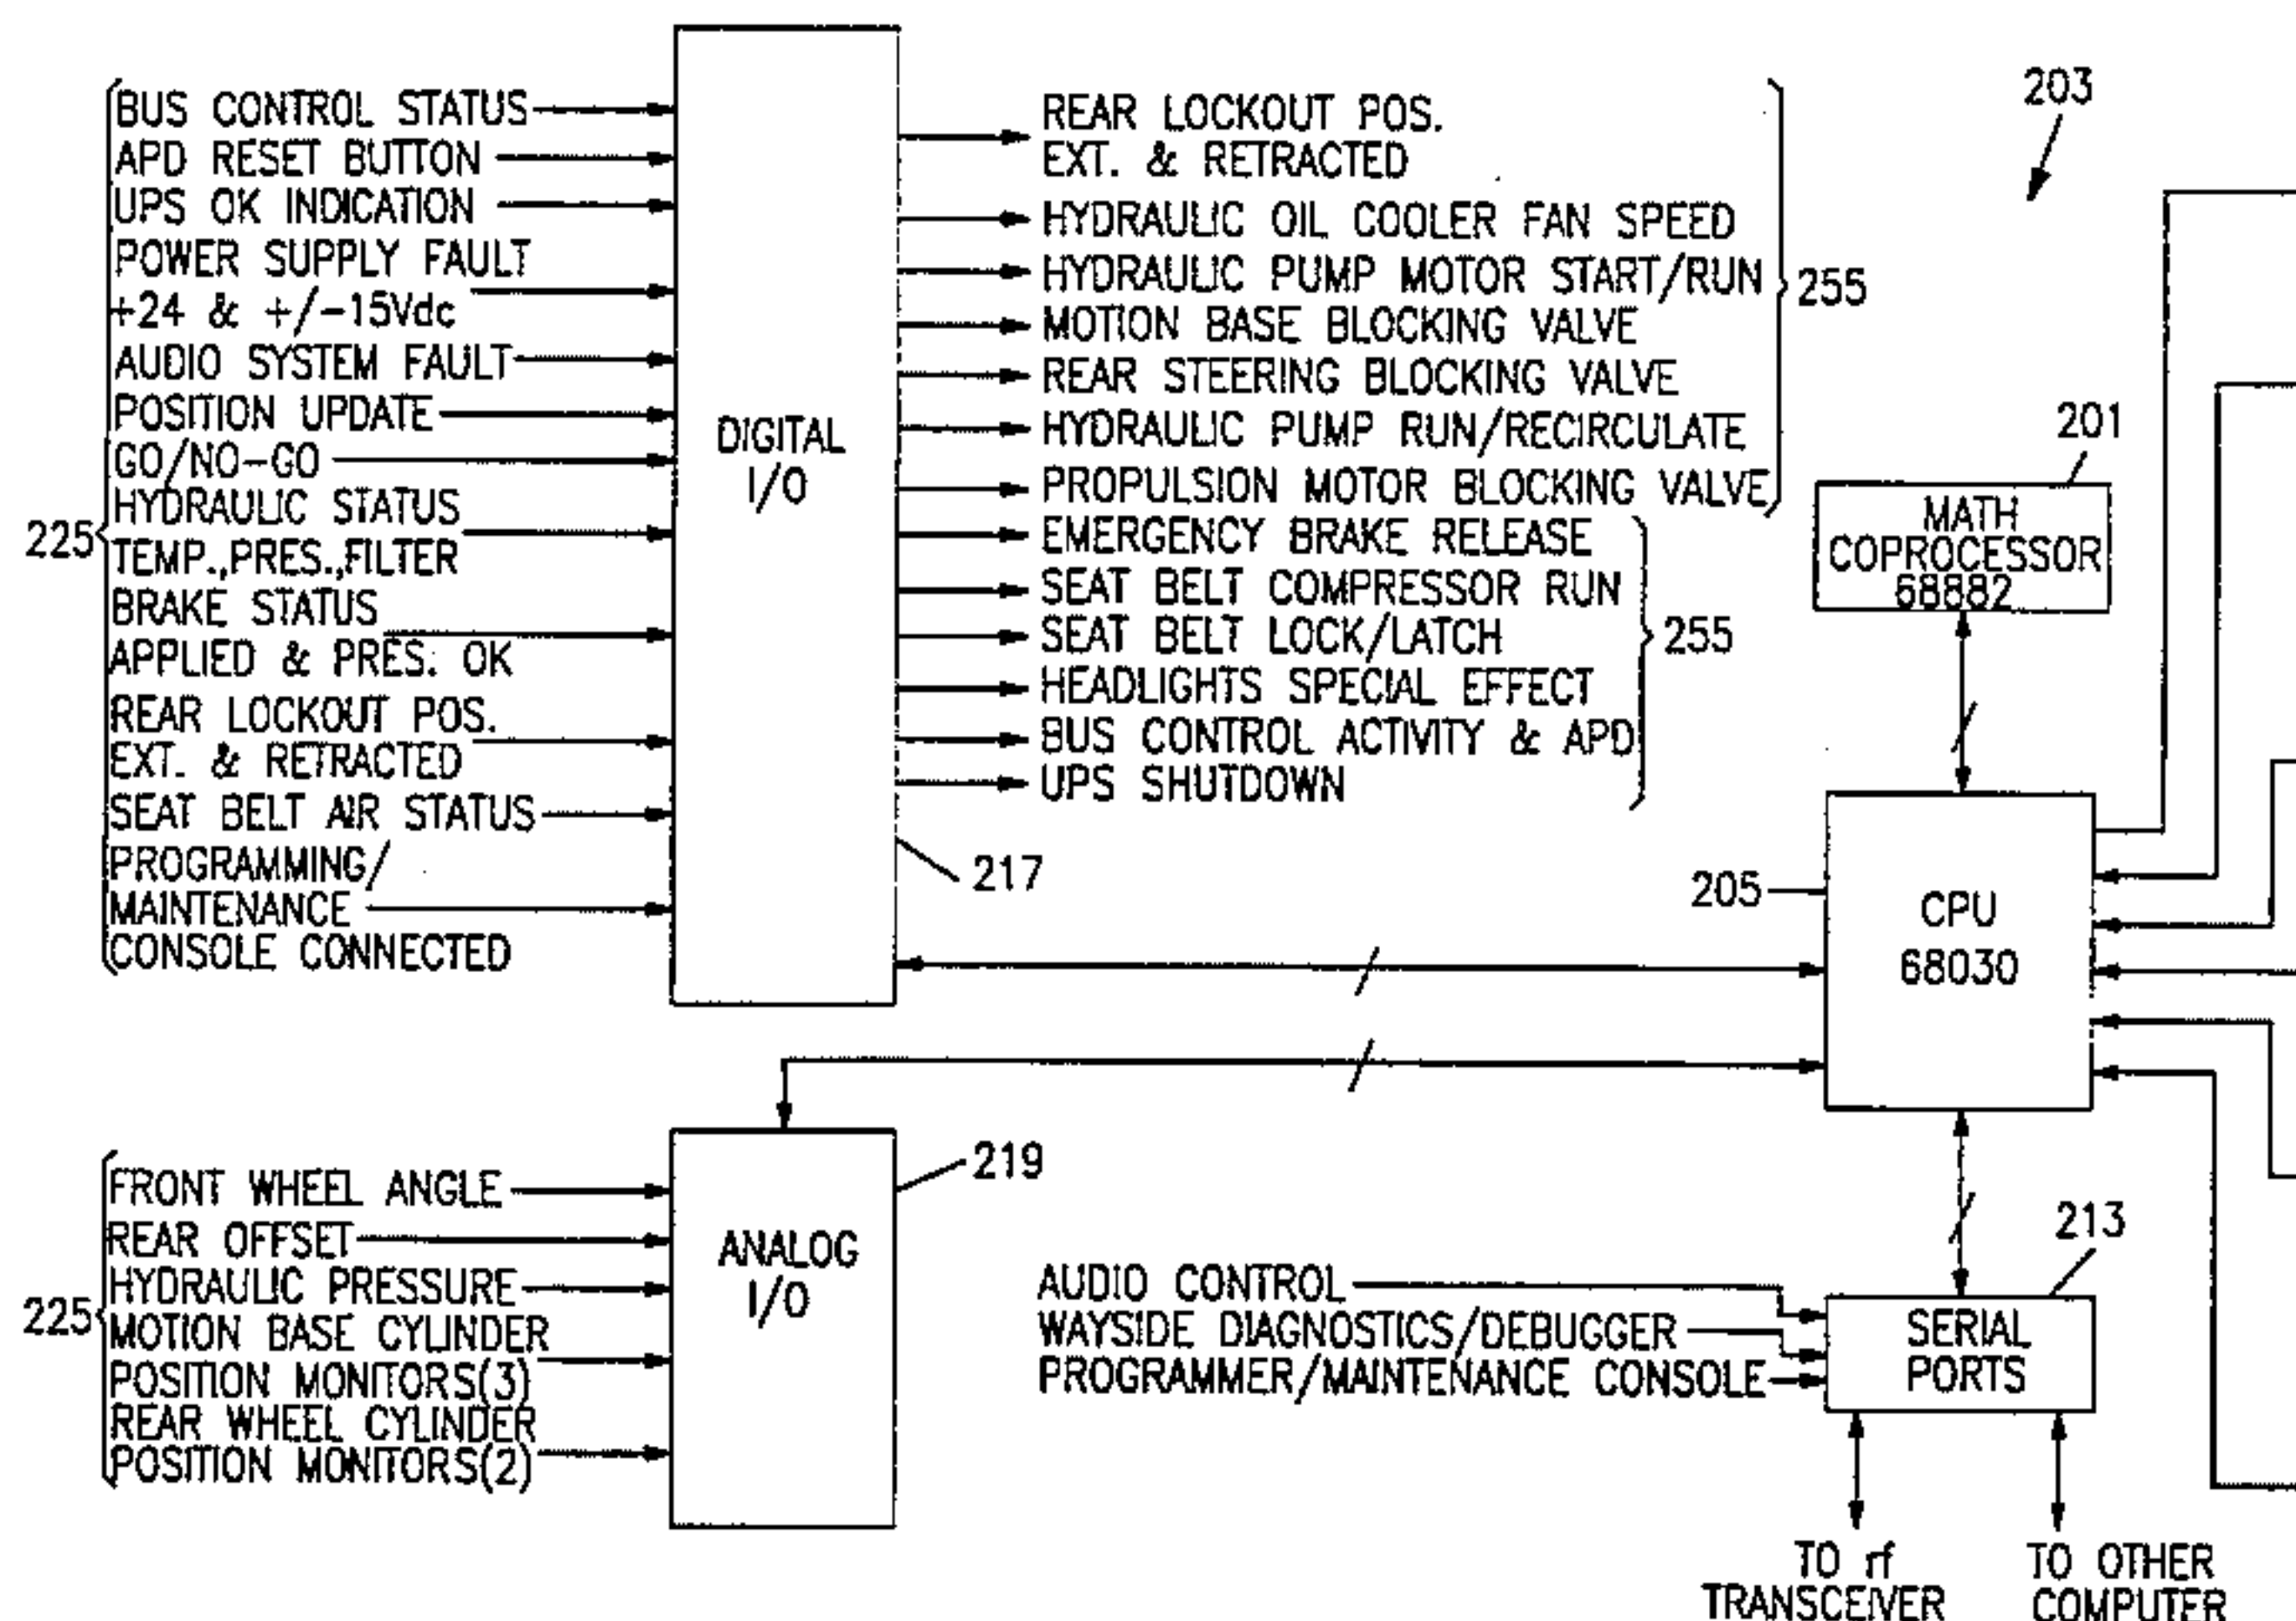 BUS CONTROL STATUS
APD RESET BUTTON
UPS OK INDICATION
POWER SUPPLY FAULT
+24 & +/-15Vdc
AUDIO SYSTEM FAULT
POSITION UPDATE
GO/NO-GO
HYDRAULIC STATUS
TEMP.,PRES.,FILTER
BRAKE STATUS
APPLIED & PRES. OK
REAR LOCKOUT POS.
EXT. & RETRACTED
SEAT BELT AIR STATUS
PROGRAMMING/
MAINTENANCE
CONSOLE CONNECTED
225
DIGITAL
I/O
217
REAR LOCKOUT POS.
EXT. & RETRACTED
HYDRAULIC OIL COOLER FAN SPEED
HYDRAULIC PUMP MOTOR START/RUN
MOTION BASE BLOCKING VALVE
REAR STEERING BLOCKING VALVE
HYDRAULIC PUMP RUN/RECIRCULATE
PROPULSION MOTOR BLOCKING VALVE
255
EMERGENCY BRAKE RELEASE
SEAT BELT COMPRESSOR RUN
SEAT BELT LOCK/LATCH
HEADLIGHTS SPECIAL EFFECT
BUS CONTROL ACTIVITY & APD
UPS SHUTDOWN
255
203
201
MATH
COPROCESSOR
68882
205
CPU
68030
FRONT WHEEL ANGLE
REAR OFFSET
HYDRAULIC PRESSURE
MOTION BASE CYLINDER
POSITION MONITORS(3)
REAR WHEEL CYLINDER
POSITION MONITORS(2)
225
ANALOG
I/O
219
AUDIO CONTROL
WAYSIDE DIAGNOSTICS/DEBUGGER
PROGRAMMER/MAINTENANCE CONSOLE
213
SERIAL
PORTS
TO rf
TRANSCEIVER
TO OTHER
COMPUTER